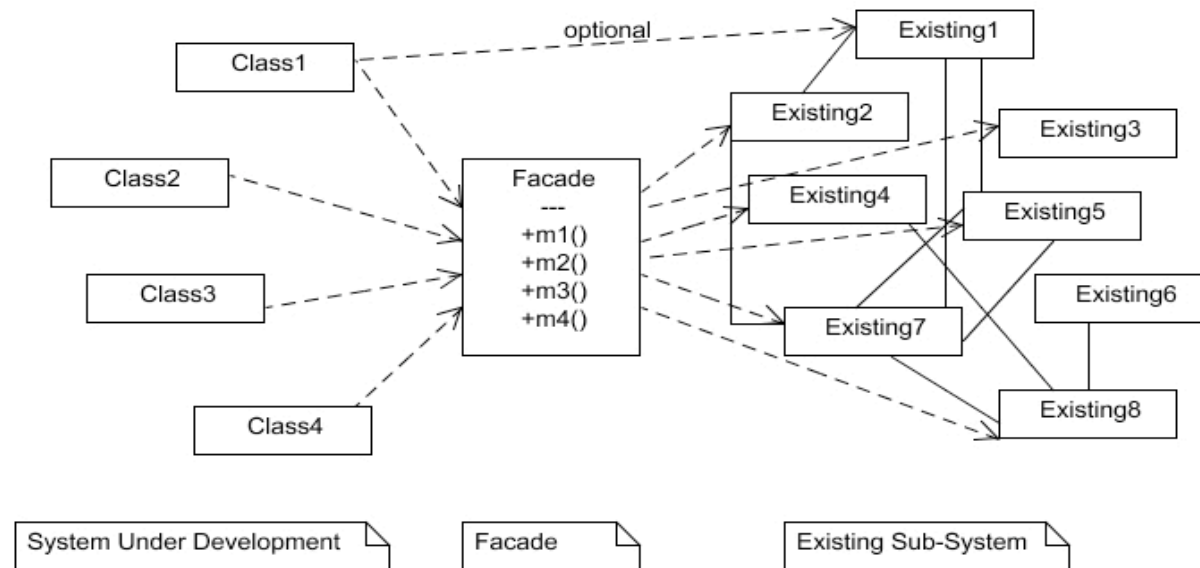 optional
Existing1
Class1
Existing2
Existing3
Class2
Facade
---
+m1()
+m2()
+m3()
+m4()
Existing4
Existing5
Class3
Existing6
Existing7
Class4
Existing8
System Under Development
Facade
Existing Sub-System